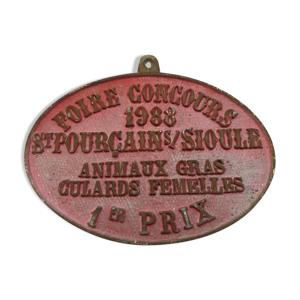 FOIRE CONCOURS
1988
ST POURÇAIN S/ SIOULE
ANIMAUX GRAS
CULARDS FEMELLES
1ER PRIX